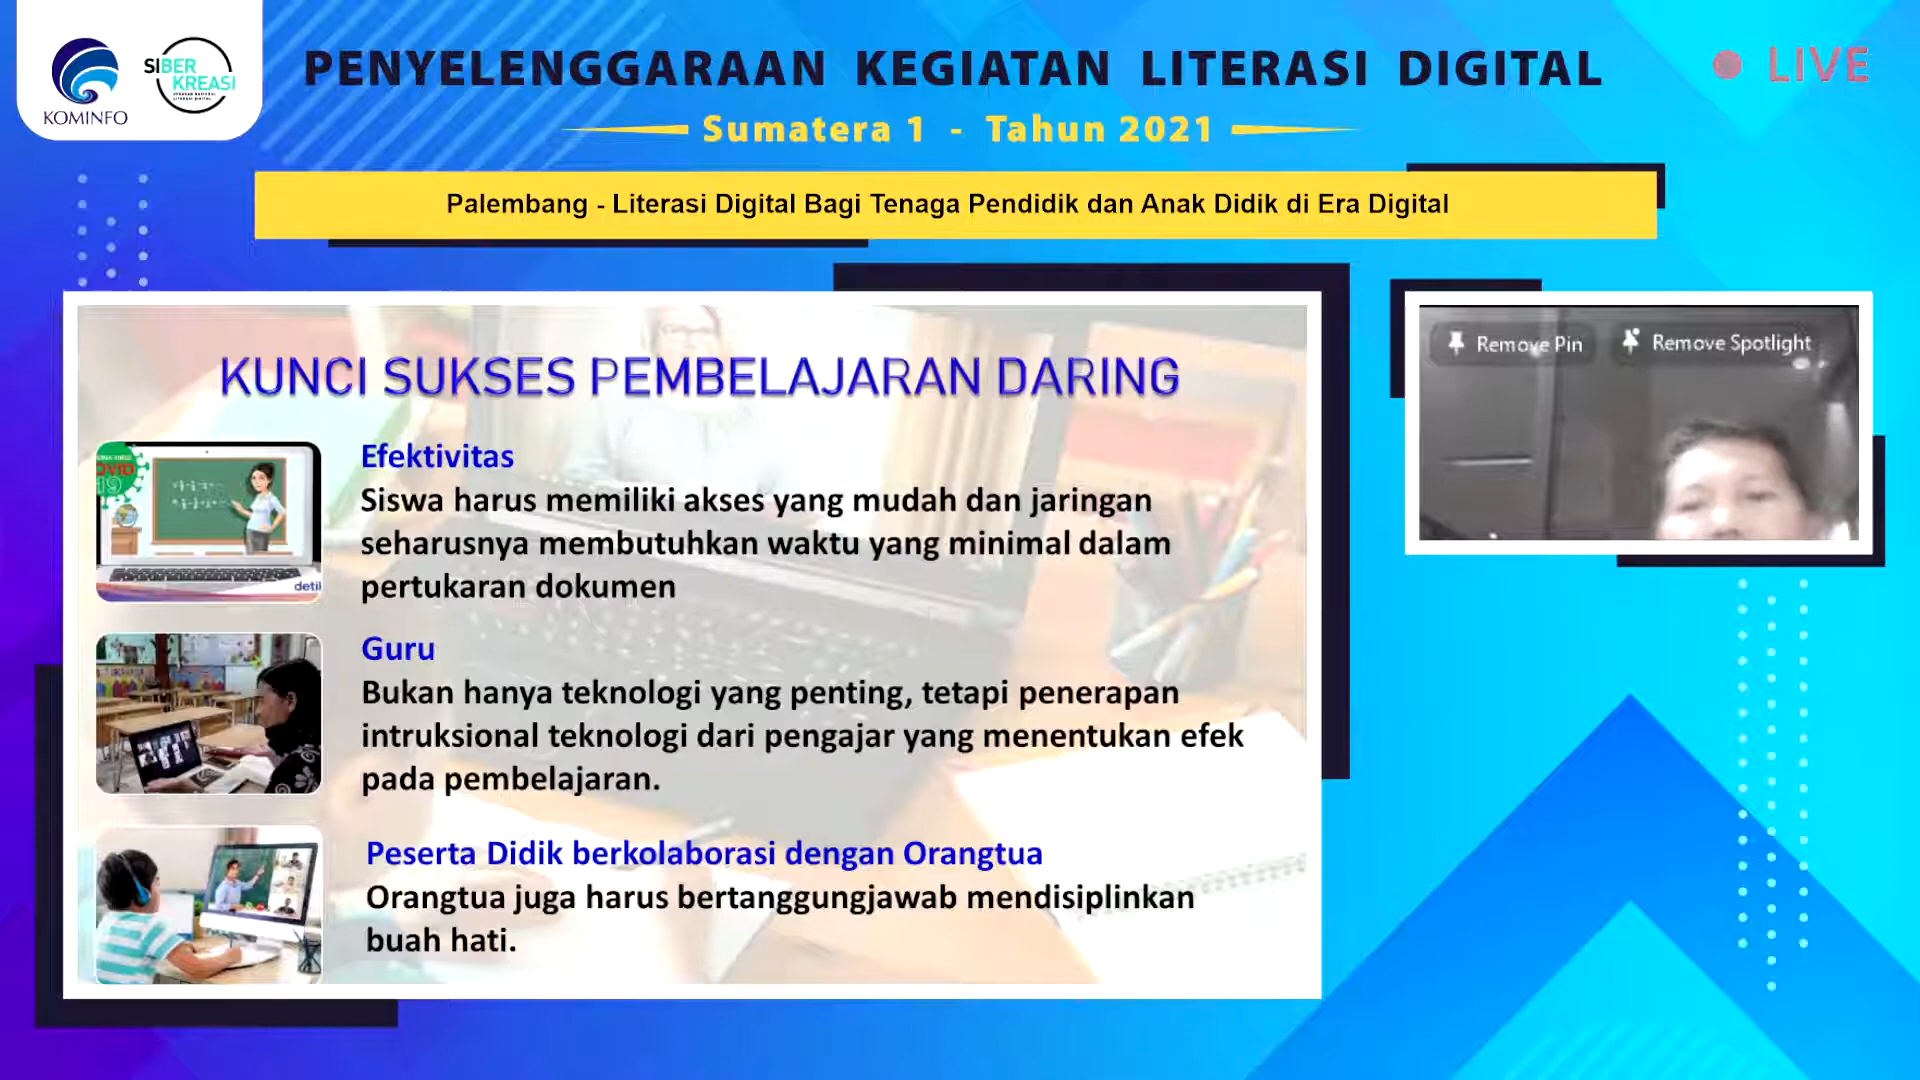 KOMINFO
SIBER
KREASI
PENYELENGGARAAN KEGIATAN LITERASI DIGITAL
LIVE
Sumatera 1 - Tahun 2021
Palembang - Literasi Digital Bagi Tenaga Pendidik dan Anak Didik di Era Digital
Remove Pin
Remove Spotlight
KUNCI SUKSES PEMBELAJARAN DARING
Efektivitas
Siswa harus memiliki akses yang mudah dan jaringan
seharusnya membutuhkan waktu yang minimal dalam
pertukaran dokumen
OVID
19
detil
Guru
Bukan hanya teknologi yang penting, tetapi penerapan
intruksional teknologi dari pengajar yang menentukan efek
pada pembelajaran.
Peserta Didik berkolaborasi dengan Orangtua
Orangtua juga harus bertanggungjawab mendisiplinkan
buah hati.